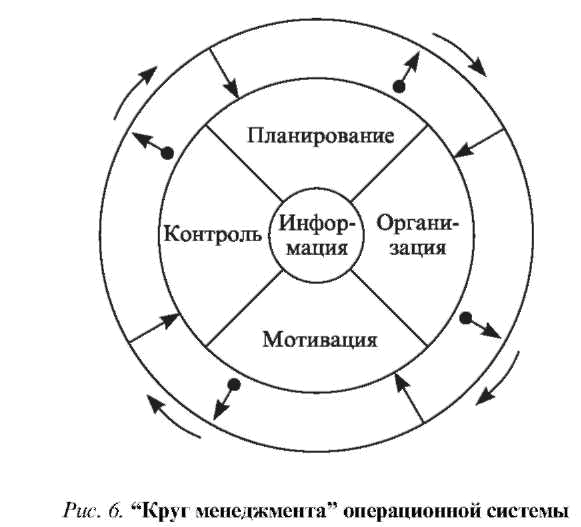 Планирование
Контроль
Инфор-
мация
Органи-
зация
Мотивация
Рис. 6. “Круг менеджмента” операционной системы